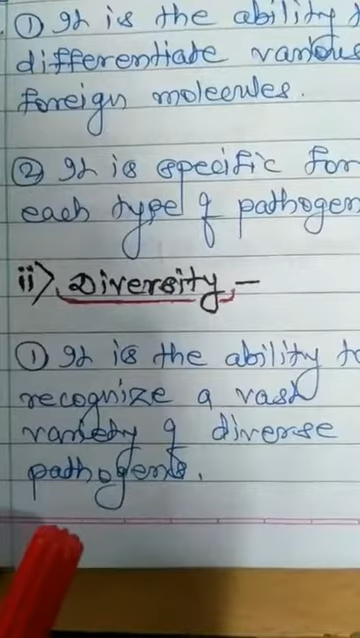 ① It is the ability
differentiate various
foreign molecules.
② It is specific for
each type of pathogen
ii) Diversity -
① It is the ability to
recognize a vast
variety of diverse
pathogens.